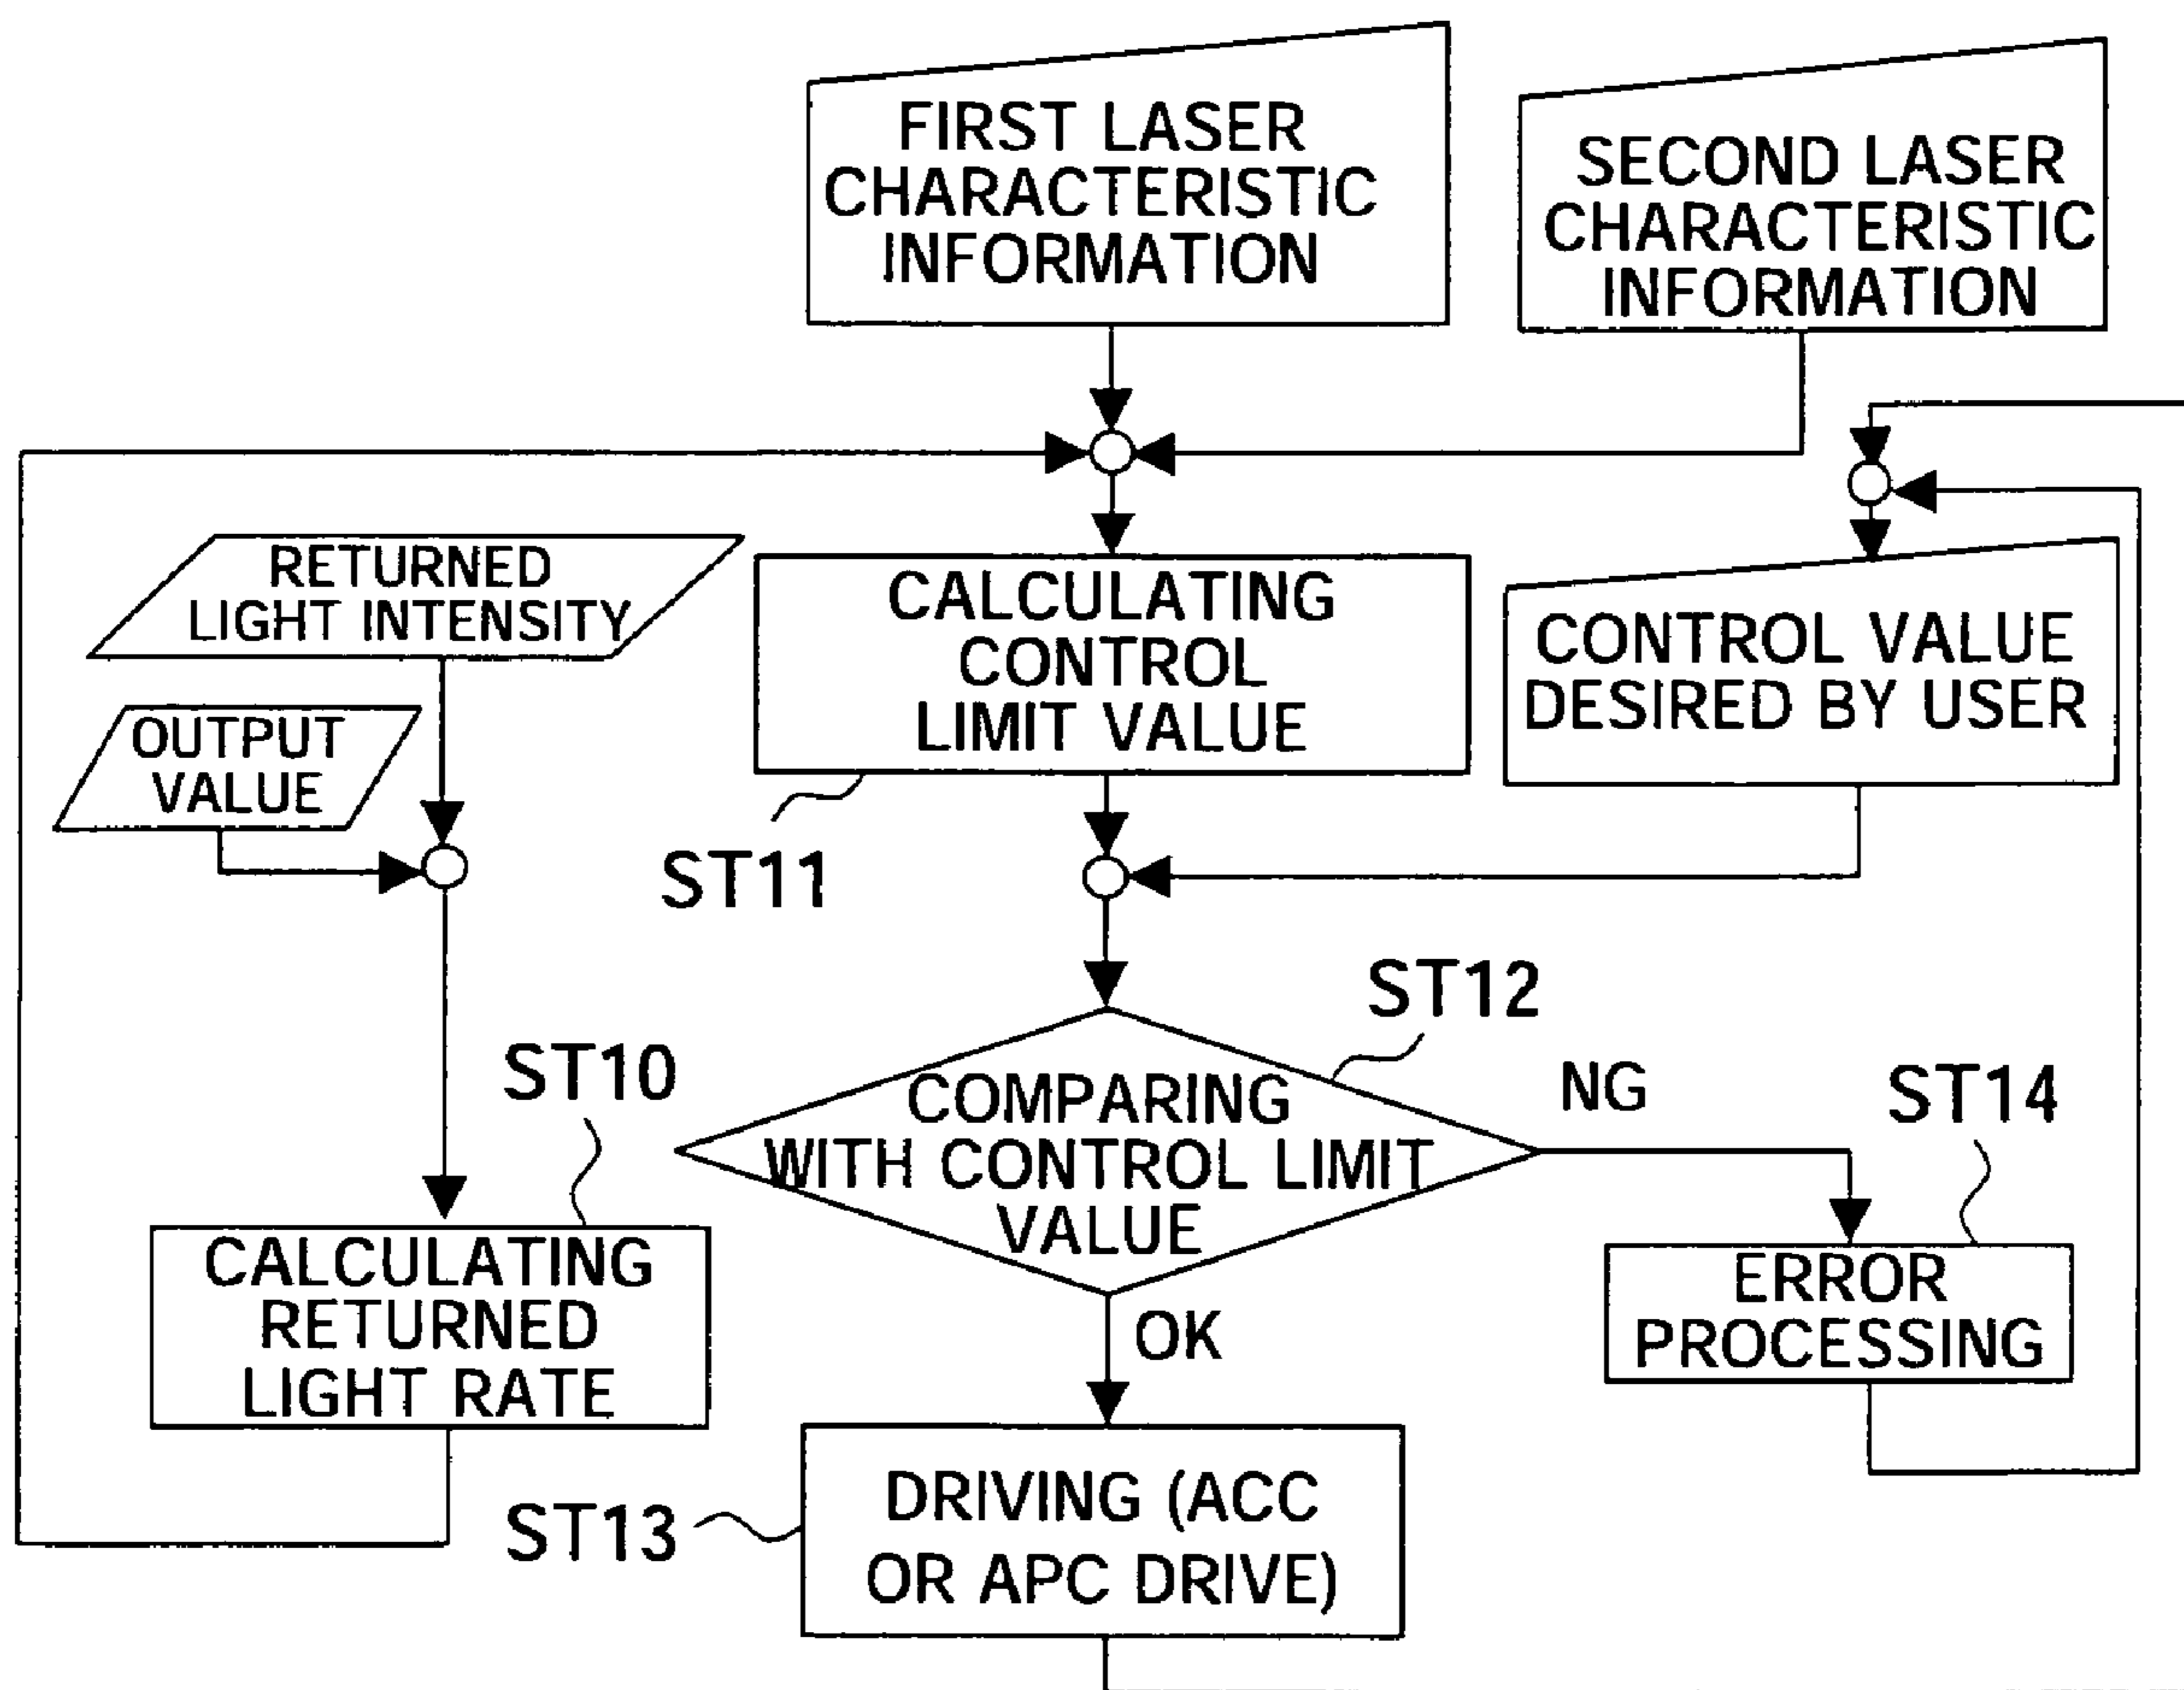 FIRST LASER
CHARACTERISTIC
INFORMATION
SECOND LASER
CHARACTERISTIC
INFORMATION
RETURNED
LIGHT INTENSITY
OUTPUT
VALUE
CALCULATING
CONTROL
LIMIT VALUE
CONTROL VALUE
DESIRED BY USER
ST11
ST12
ST10
COMPARING
WITH CONTROL LIMIT
VALUE
NG
ST14
CALCULATING
RETURNED
LIGHT RATE
OK
ERROR
PROCESSING
ST13
DRIVING (ACC
OR APC DRIVE)